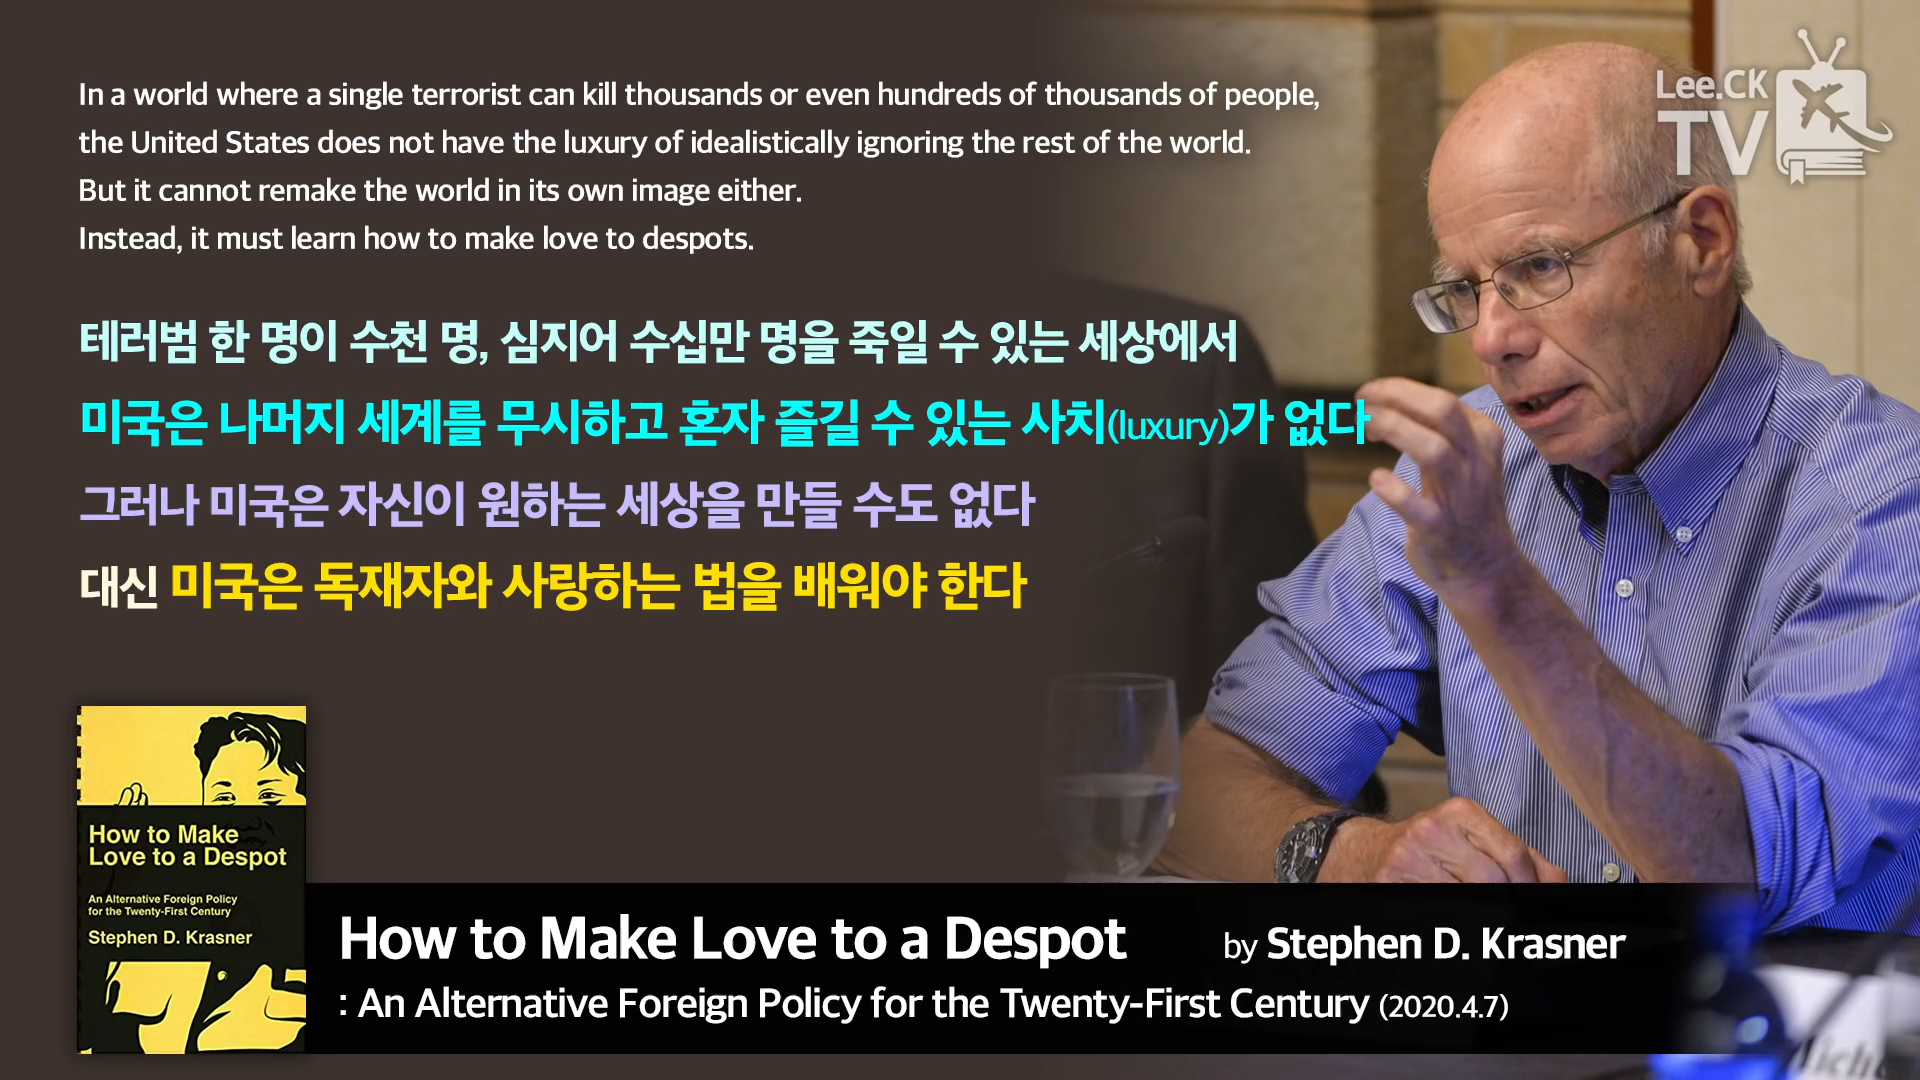 In a world where a single terrorist can kill thousands or even hundreds of thousands of people,
the United States does not have the luxury of idealistically ignoring the rest of the world.
But it cannot remake the world in its own image either.
Instead, it must learn how to make love to despots.
Lee.CK
TV
테러범 한 명이 수천 명, 심지어 수십만 명을 죽일 수 있는 세상에서
미국은 나머지 세계를 무시하고 혼자 즐길 수 있는 사치(luxury)가 없다
그러나 미국은 자신이 원하는 세상을 만들 수도 없다
대신 미국은 독재자와 사랑하는 법을 배워야 한다
How to Make
Love to a Despot
An Alternative Foreign Policy
for the Twenty-First Century
Stephen D. Krasner
How to Make Love to a Despot by Stephen D. Krasner
: An Alternative Foreign Policy for the Twenty-First Century (2020.4.7)